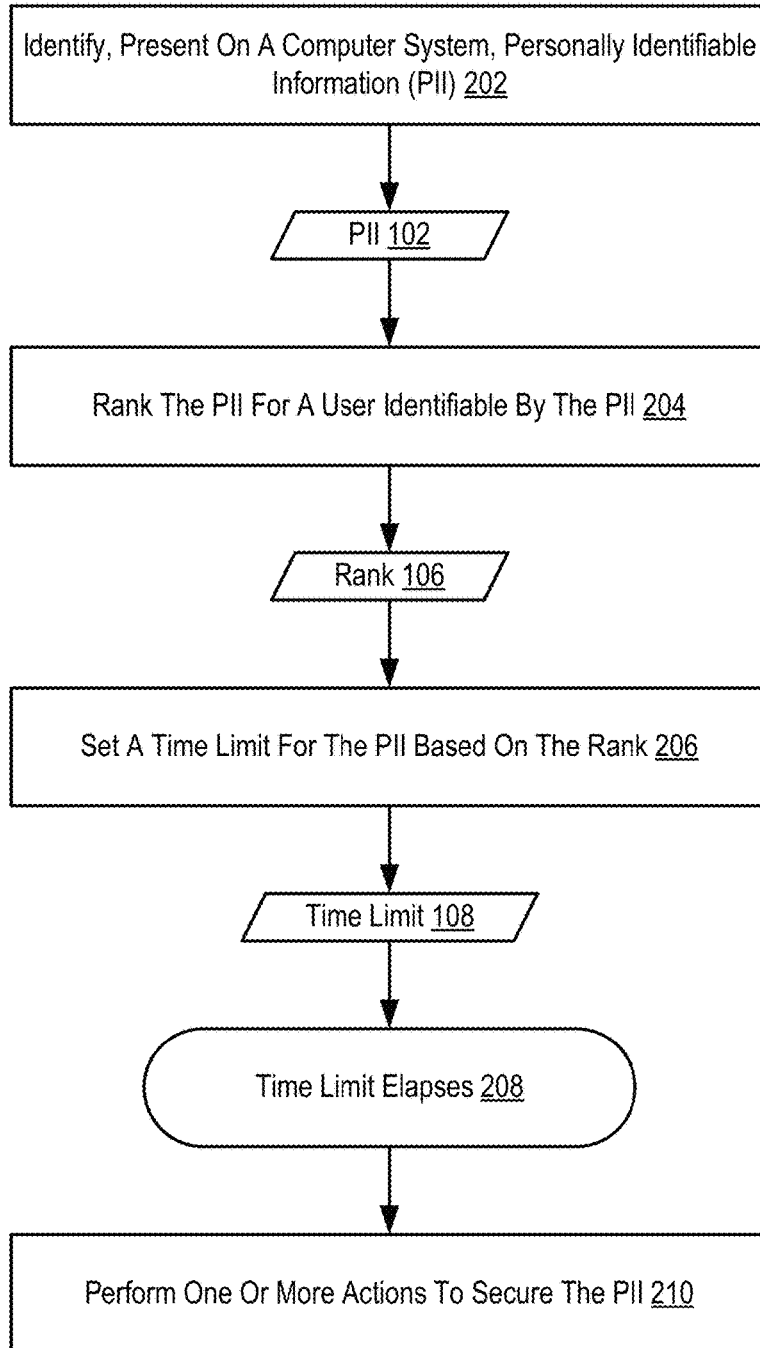 Identify, Present On A Computer System, Personally Identifiable
Information (PII) 202
PII 102
Rank The PII For A User Identifiable By The PII 204
Rank 106
Set A Time Limit For The PII Based On The Rank 206
Time Limit 108
Time Limit Elapses 208
Perform One Or More Actions To Secure The PII 210